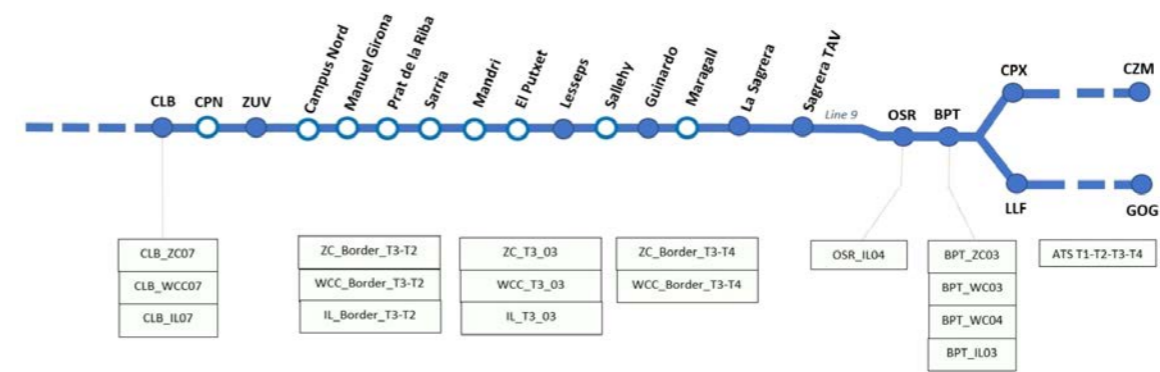 CLB
CPN
ZUV
Campus Nord
Manuel Girona
Prat de la Riba
Sarria
Mandri
El Putxet
Lesseps
Sallehy
Guinardo
Maragall
La Sagrera
Sagrera TAV
Line 9
OSR
BPT
CPX
CZM
LLF
GOG
CLB_ZC07
CLB_WCC07
CLB_IL07
ZC_Border_T3-T2
WCC_Border_T3-T2
IL_Border_T3-T2
ZC_T3_03
WCC_T3_03
IL_T3_03
ZC_Border_T3-T4
WCC_Border_T3-T4
OSR_IL04
BPT_ZC03
BPT_WC03
BPT_WC04
BPT_IL03
ATS T1-T2-T3-T4